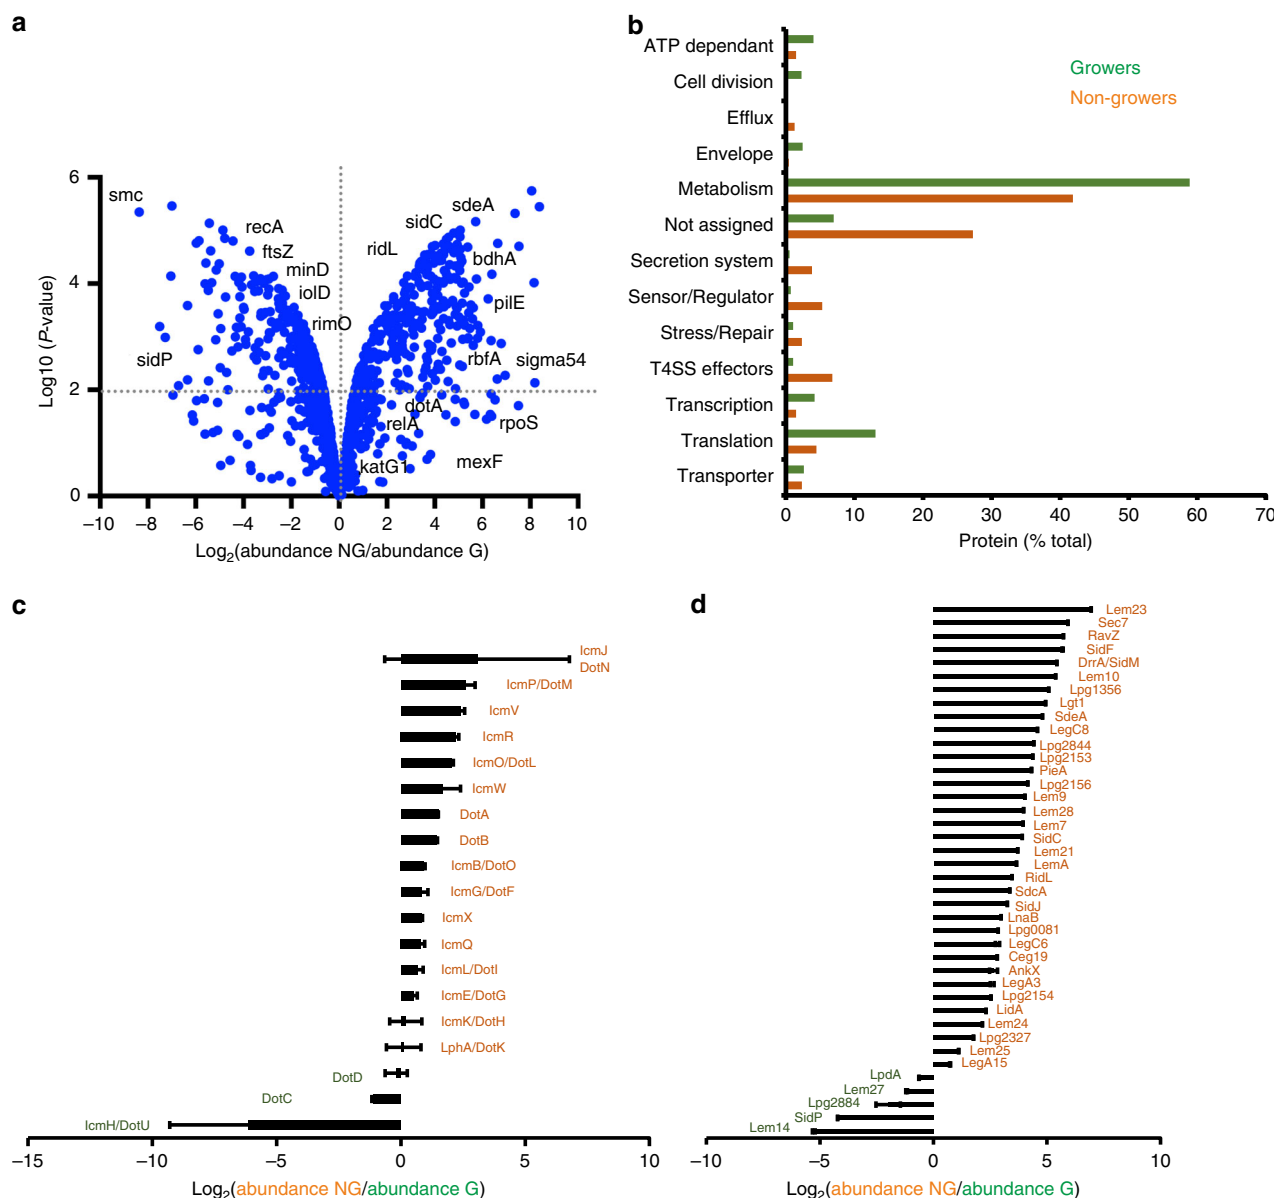 a
6
4
2
0
Log10 (P-value)
smc
recA
ftsZ
minD
iolD
rimO
sidP
sdeA
sidC
ridL
bdhA
pilE
rbfA
sigma54
dotA
relA
rpoS
katG1
mexF
−10 −8 −6 −4 −2 0 2 4 6 8 10
Log2(abundance NG/abundance G)
b
ATP dependant
Cell division
Efflux
Envelope
Metabolism
Not assigned
Secretion system
Sensor/Regulator
Stress/Repair
T4SS effectors
Transcription
Translation
Transporter
Growers
Non-growers
0 10 20 30 40 50 60 70
Protein (% total)
c
IcmJ
DotN
IcmP/DotM
IcmV
IcmR
IcmO/DotL
IcmW
DotA
DotB
IcmB/DotO
IcmG/DotF
IcmX
IcmQ
IcmL/DotI
IcmE/DotG
IcmK/DotH
LphA/DotK
DotD
DotC
IcmH/DotU
−15 −10 −5 0 5 10
Log2(abundance NG/abundance G)
d
Lem23
Sec7
RavZ
SidF
DrrA/SidM
Lem10
Lpg1356
Lgt1
SdeA
LegC8
Lpg2844
Lpg2153
PieA
Lpg2156
Lem9
Lem28
Lem7
SidC
Lem21
LemA
RidL
SdcA
SidJ
LnaB
Lpg0081
LegC6
Ceg19
AnkX
LegA3
Lpg2154
LidA
Lem24
Lpg2327
Lem25
LegA15
LpdA
Lem27
Lpg2884
SidP
Lem14
−10 −5 0 5 10
Log2(abundance NG/abundance G)